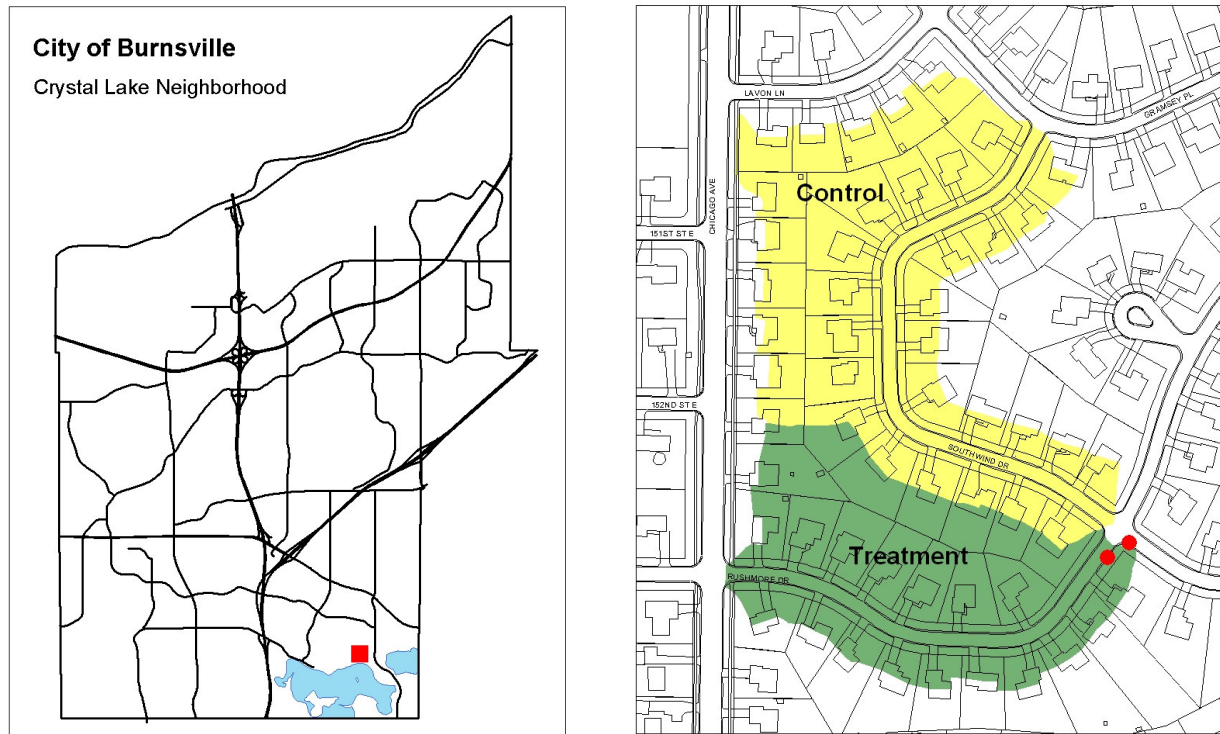 City of Burnsville
Crystal Lake Neighborhood
LAVON LN
GRAMSEY PL
Control
CHICAGO AVE
151ST ST E
152ND ST E
SOUTHWIND DR
Treatment
RUSHMORE DR